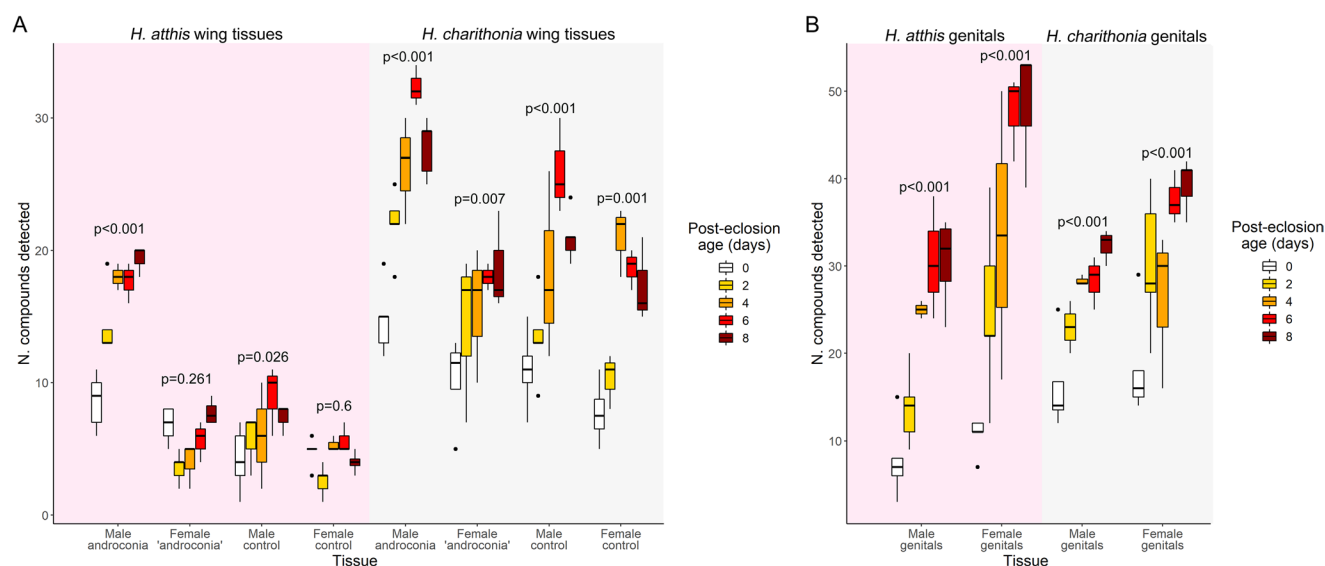 A
H. atthis wing tissues
H. charithonia wing tissues
N. compounds detected
30
20
10
0
p<0.001
p=0.261
p=0.026
p=0.6
p<0.001
p=0.007
p<0.001
p=0.001
Male androconia
Female 'androconia'
Male control
Female control
Male androconia
Female 'androconia'
Male control
Female control
Tissue
Post-eclosion
age (days)
0
2
4
6
8
B
H. atthis genitals
H. charithonia genitals
N. compounds detected
50
40
30
20
10
p<0.001
p<0.001
p<0.001
p<0.001
Male genitals
Female genitals
Male genitals
Female genitals
Tissue
Post-eclosion
age (days)
0
2
4
6
8